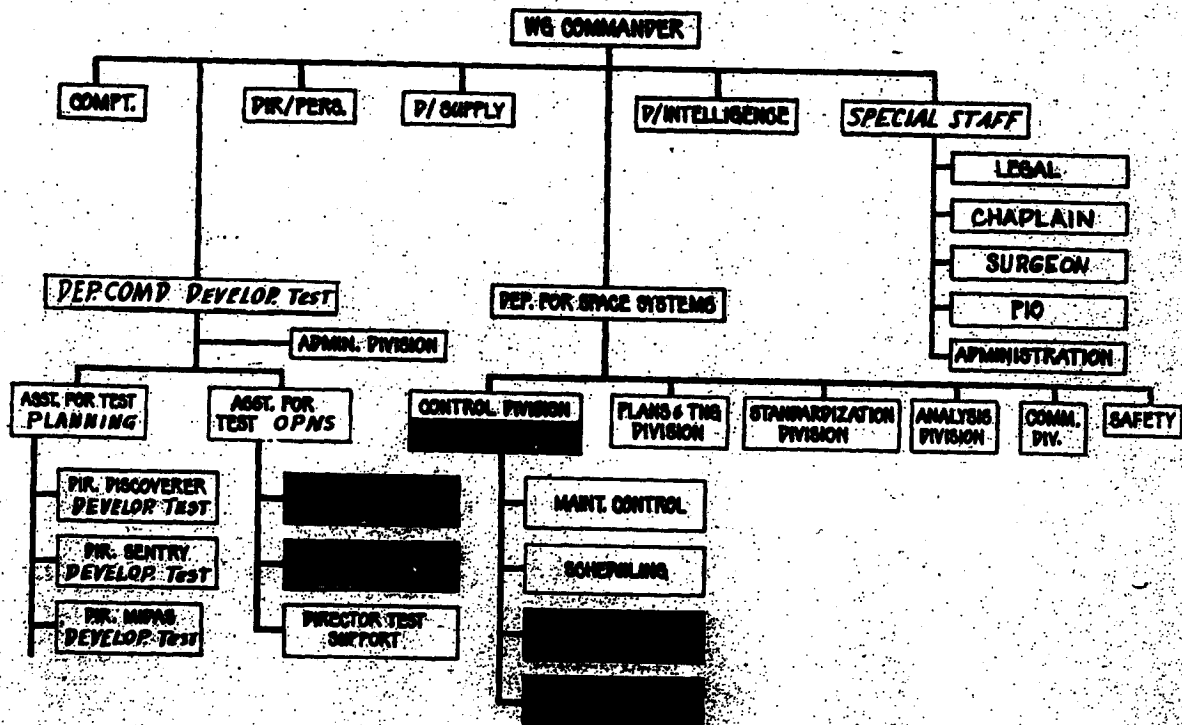 WG COMMANDER
COMPT.
DIR/PERS.
D/SUPPLY
D/INTELLIGENCE
SPECIAL STAFF
LEGAL
CHAPLAIN
SURGEON
PIO
ADMINISTRATION
DEP. COMD. DEVELOP. TEST
DEP. FOR SPACE SYSTEMS
ADMIN. DIVISION
ASST. FOR TEST
PLANNING
ASST. FOR
TEST OPNS
CONTROL DIVISION
PLANS & TNG
DIVISION
STANDARDIZATION
DIVISION
ANALYSIS
DIVISION
COMM.
DIV.
SAFETY
DIR. DISCOVERER
DEVELOP TEST
DIR. SENTRY
DEVELOP. TEST
DIR. MIDAS
DEVELOP. TEST
DIRECTOR TEST
SUPPORT
MAINT. CONTROL
SCHEDULING